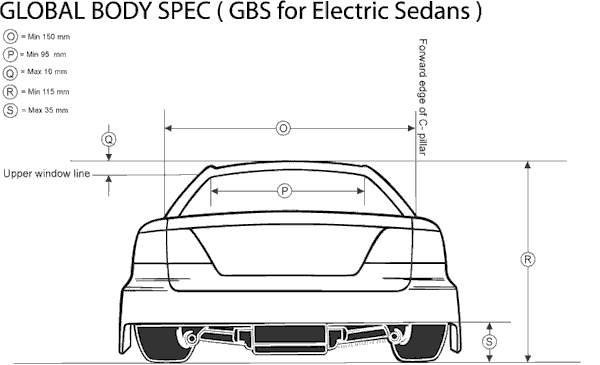 GLOBAL BODY SPEC ( GBS for Electric Sedans )
O = Min 150 mm
P = Min 95 mm
Q = Max 10 mm
R = Min 115 mm
S = Max 35 mm
Forward edge of C- pillar
O
Q
Upper window line
P
R
S